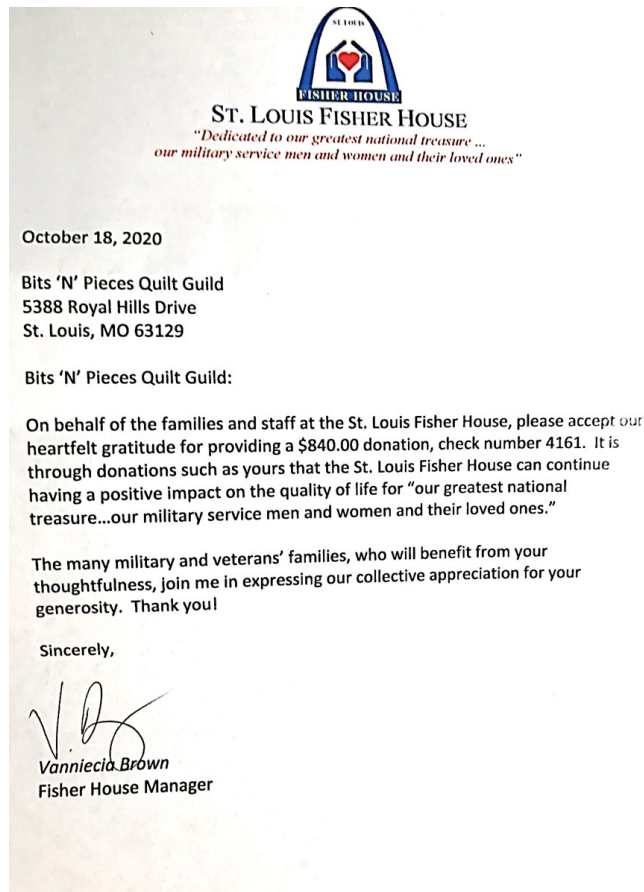 ST. LOUIS
FISHER HOUSE
ST. LOUIS FISHER HOUSE
"Dedicated to our greatest national treasure ...
our military service men and women and their loved ones"
October 18, 2020
Bits 'N' Pieces Quilt Guild
5388 Royal Hills Drive
St. Louis, MO 63129
Bits 'N' Pieces Quilt Guild:
On behalf of the families and staff at the St. Louis Fisher House, please accept our
heartfelt gratitude for providing a $840.00 donation, check number 4161.  It is
through donations such as yours that the St. Louis Fisher House can continue
having a positive impact on the quality of life for "our greatest national
treasure...our military service men and women and their loved ones."
The many military and veterans' families, who will benefit from your
thoughtfulness, join me in expressing our collective appreciation for your
generosity.  Thank you!
Sincerely,
V. B
Vanniecia Brown
Fisher House Manager